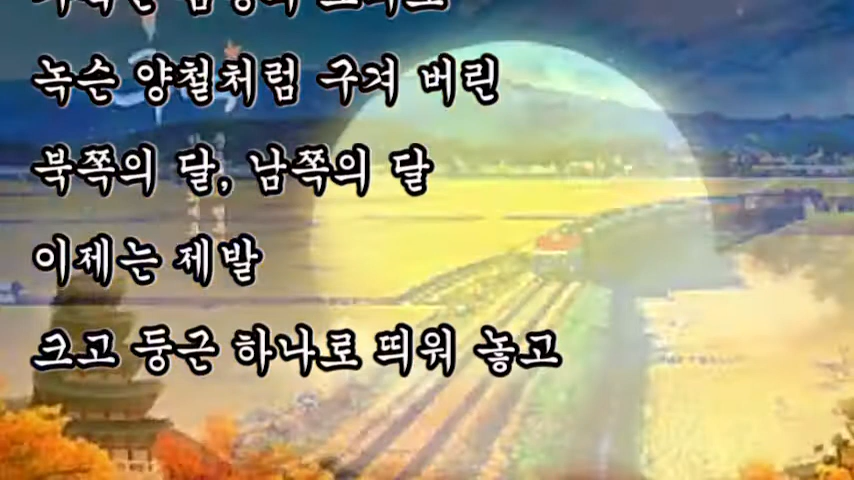 녹슨 양철처럼 구겨 버린
북쪽의 달, 남쪽의 달
이제는 제발
크고 둥근 하나로 띄워 놓고